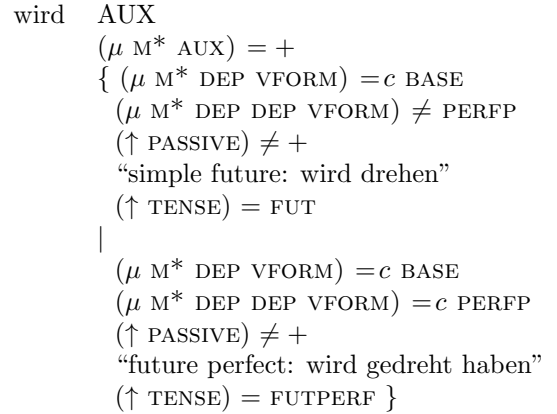 wird AUX
(μ M* AUX) = +
{ (μ M* DEP VFORM) =c BASE
(μ M* DEP DEP VFORM) ≠ PERFP
(↑ PASSIVE) ≠ +
“simple future: wird drehen”
(↑ TENSE) = FUT
|
(μ M* DEP VFORM) =c BASE
(μ M* DEP DEP VFORM) =c PERFP
(↑ PASSIVE) ≠ +
“future perfect: wird gedreht haben”
(↑ TENSE) = FUTPERF }